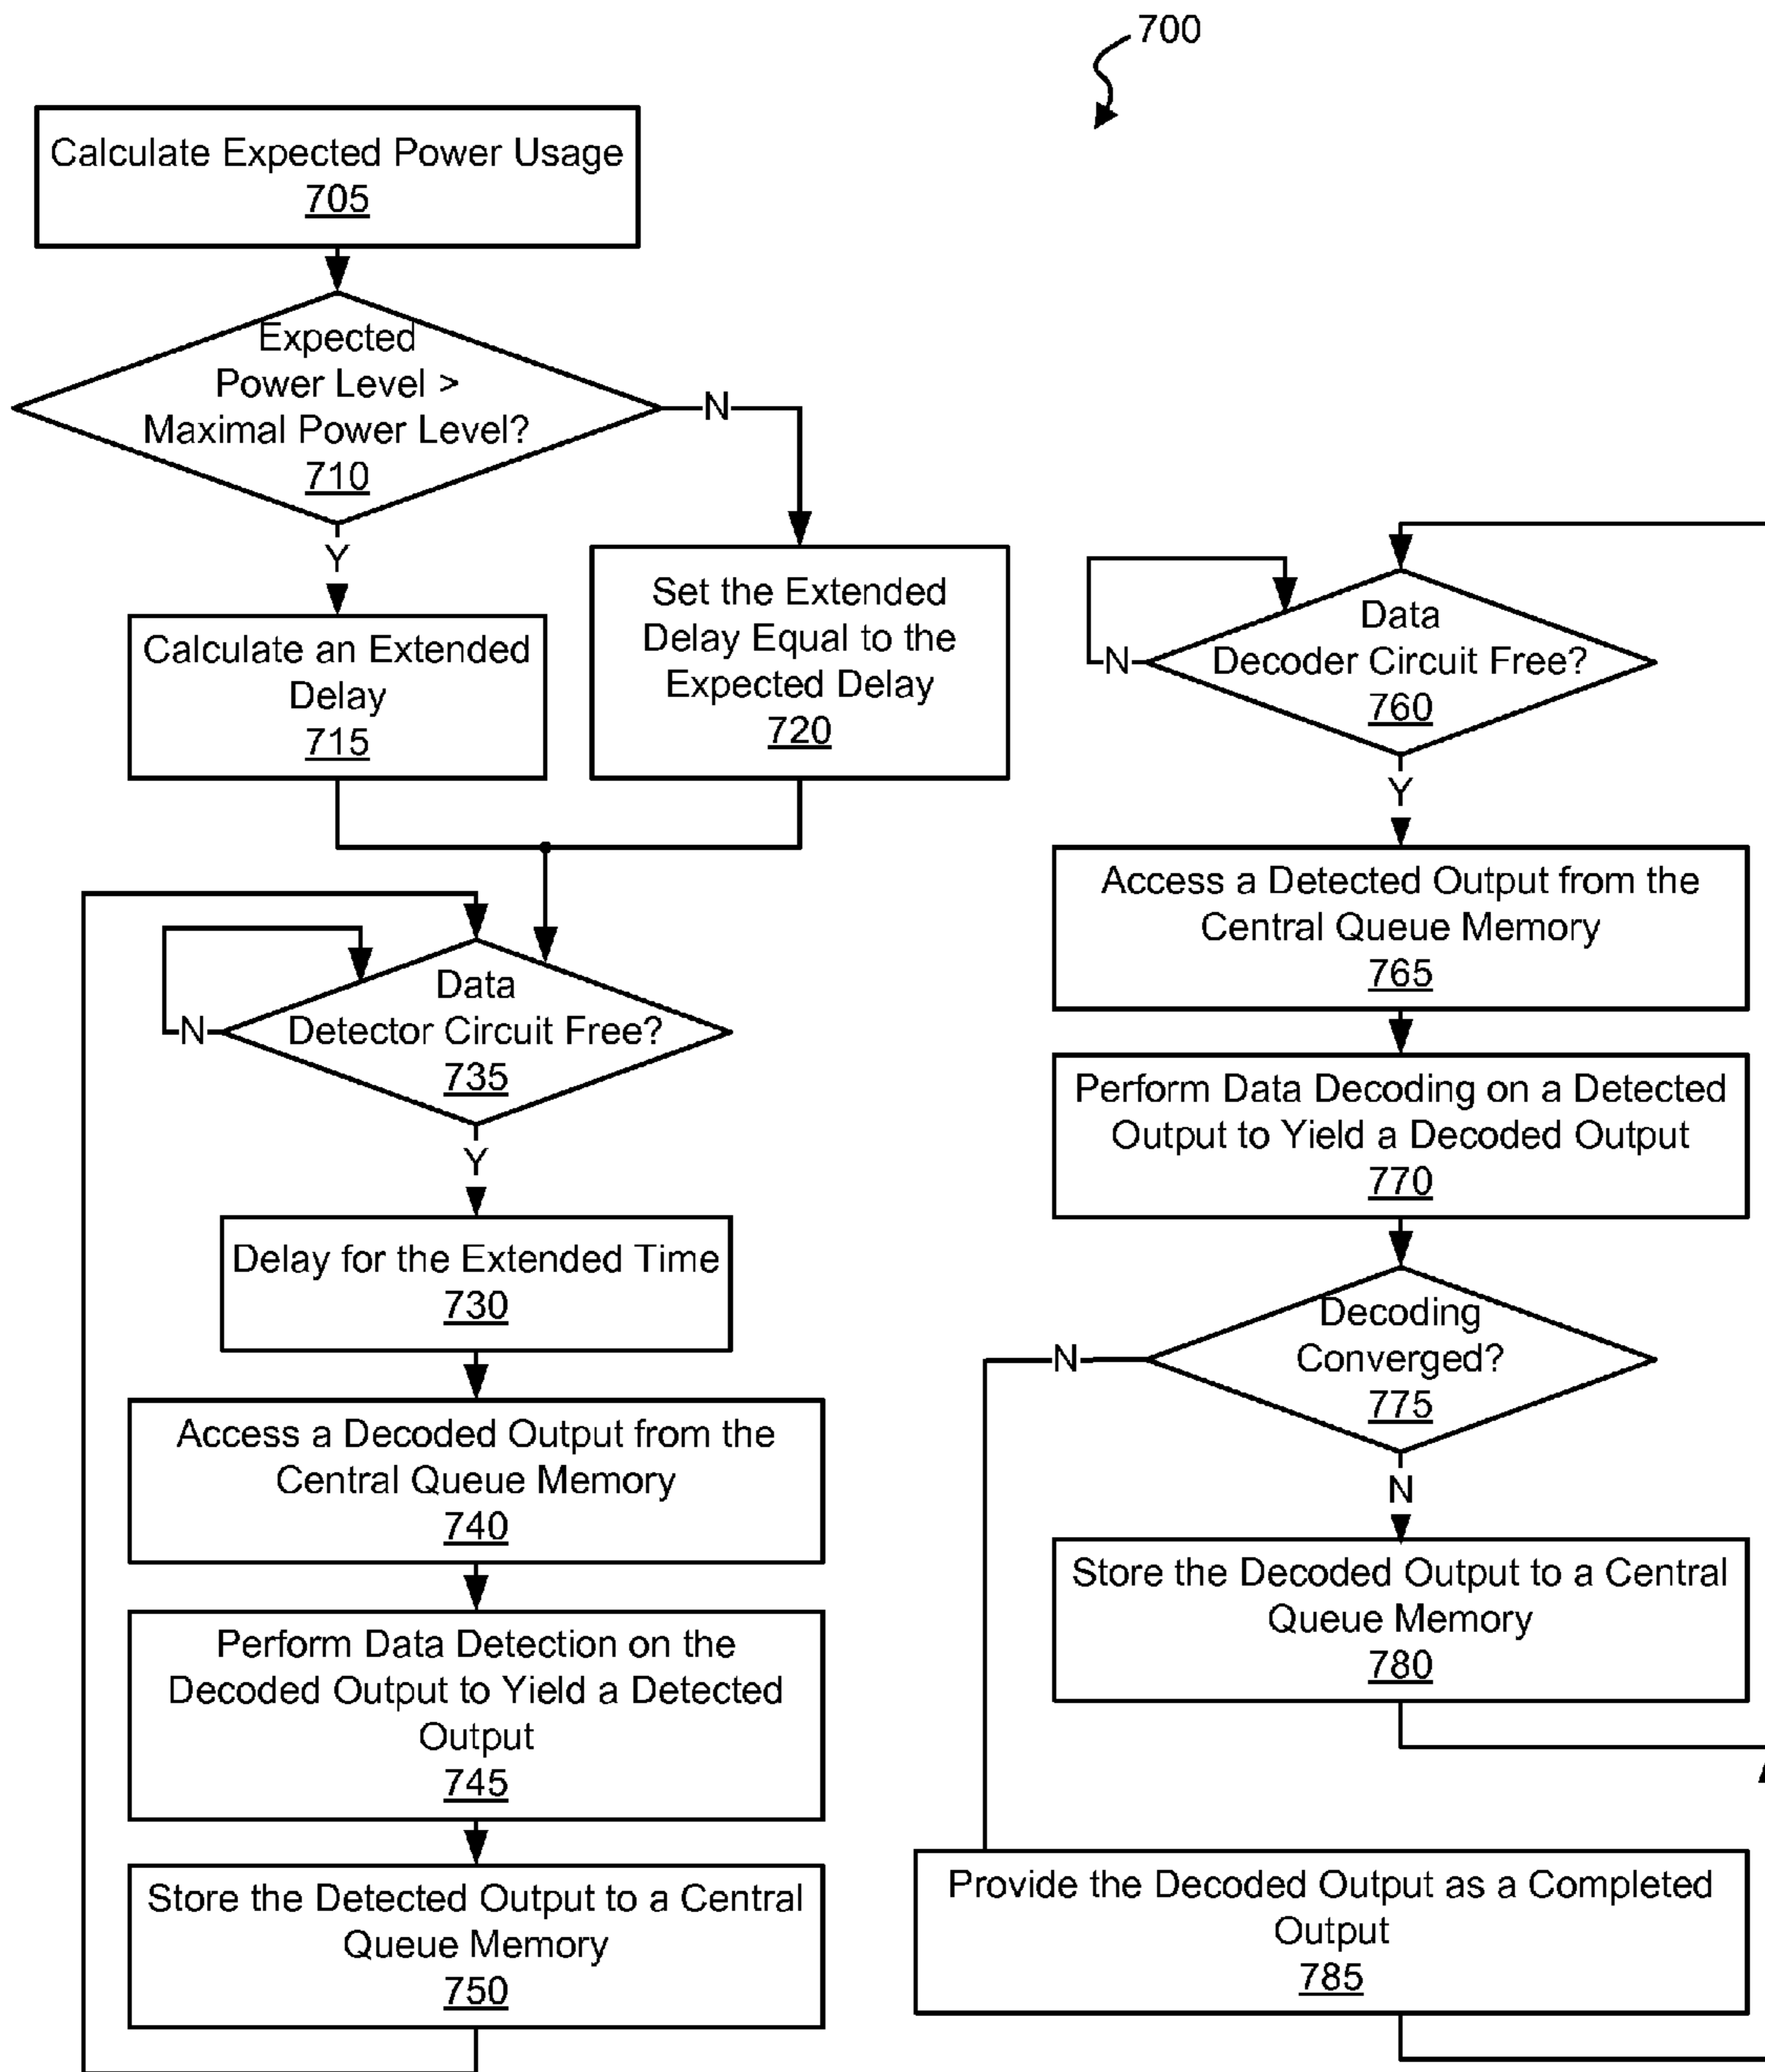 700
Calculate Expected Power Usage
705
Expected
Power Level >
Maximal Power Level?
710
N
Y
Calculate an Extended
Delay
715
Set the Extended
Delay Equal to the
Expected Delay
720
Data
Detector Circuit Free?
735
N
Y
Delay for the Extended Time
730
Access a Decoded Output from the
Central Queue Memory
740
Perform Data Detection on the
Decoded Output to Yield a Detected
Output
745
Store the Detected Output to a Central
Queue Memory
750
Data
Decoder Circuit Free?
760
N
Y
Access a Detected Output from the
Central Queue Memory
765
Perform Data Decoding on a Detected
Output to Yield a Decoded Output
770
Decoding
Converged?
775
N
N
Store the Decoded Output to a Central
Queue Memory
780
Provide the Decoded Output as a Completed
Output
785